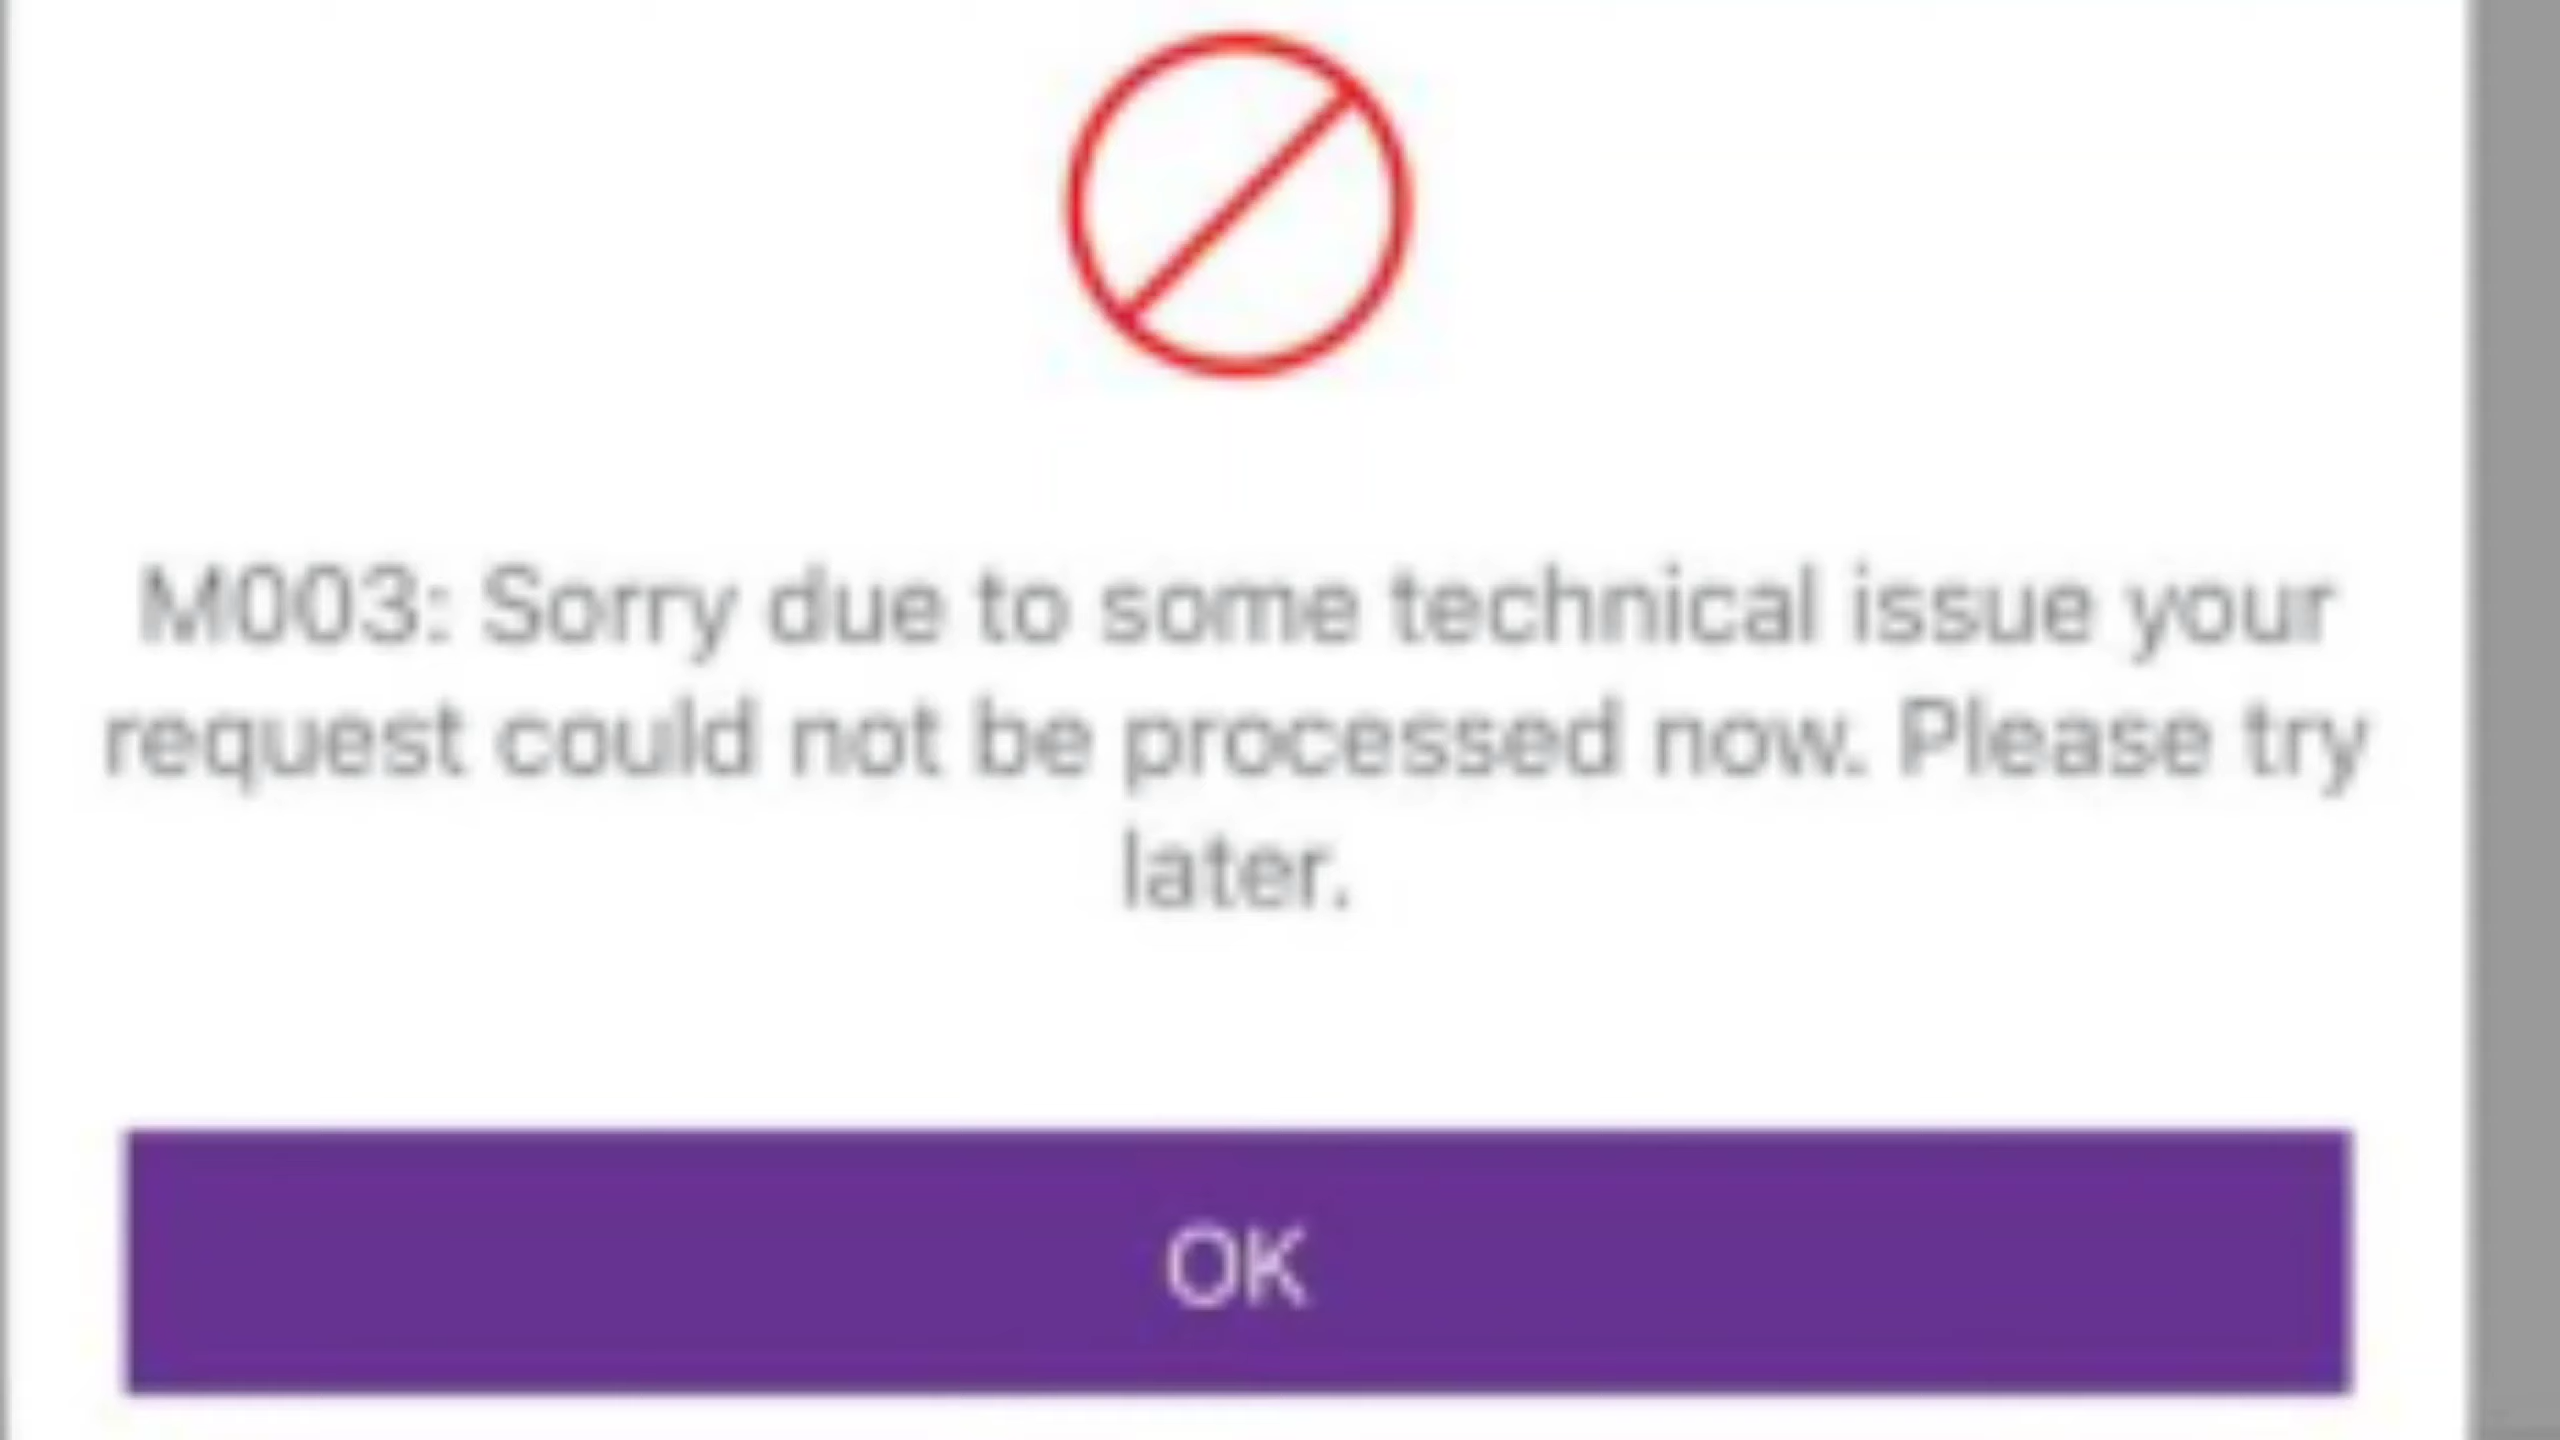 M003: Sorry due to some technical issue your
request could not be processed now. Please try
later.
OK